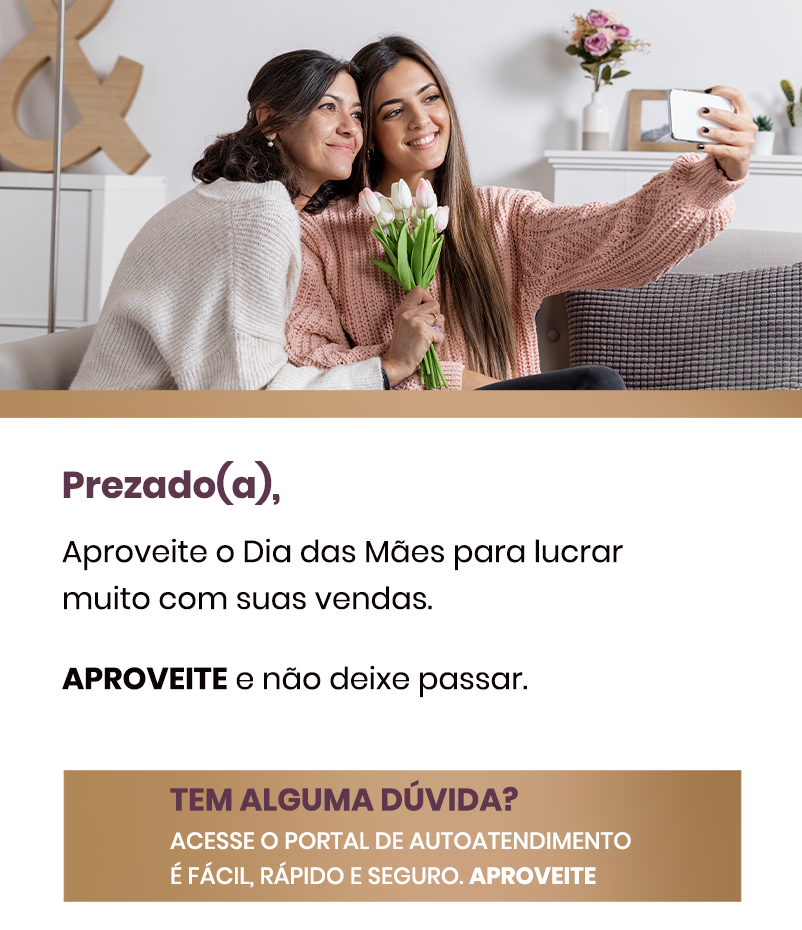 Prezado(a),
Aproveite o Dia das Mães para lucrar
muito com suas vendas.
APROVEITE e não deixe passar.
TEM ALGUMA DÚVIDA?
ACESSE O PORTAL DE AUTOATENDIMENTO
É FÁCIL, RÁPIDO E SEGURO. APROVEITE